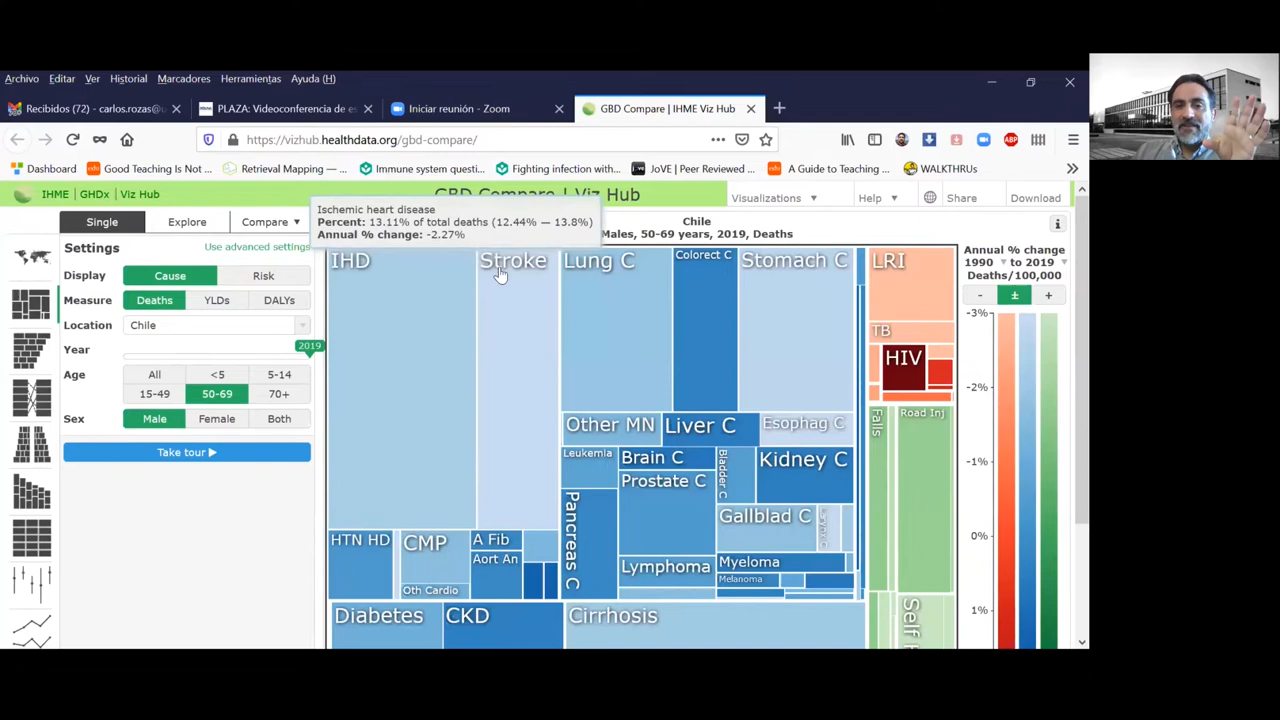 Archivo Editar Ver Historial Marcadores Herramientas Ayuda (H)
Recibidos (72) - carlos.rozas@u
PLAZA: Videoconferencia de es
Iniciar reunión - Zoom
GBD Compare | IHME Viz Hub
https://vizhub.healthdata.org/gbd-compare/
ABP
Dashboard
edu
Good Teaching Is Not ...
Retrieval Mapping — ...
Immune system questi...
Fighting infection with...
JoVE | Peer Reviewed ...
edu
A Guide to Teaching ...
WALKTHRUs
IHME | GHDx | Viz Hub
GBD Compare | Viz Hub
Visualizations
Help
Share
Download
Single
Explore
Compare
Settings
Use advanced settings
Display
Cause
Risk
Measure
Deaths
YLDs
DALYs
Location
Chile
Year
2019
Age
All
<5
5-14
15-49
50-69
70+
Sex
Male
Female
Both
Take tour
Ischemic heart disease
Percent: 13.11% of total deaths (12.44% — 13.8%)
Annual % change: -2.27%
Chile
Males, 50-69 years, 2019, Deaths
IHD
Stroke
HTN HD
CMP
Oth Cardio
A Fib
Aort An
Lung C
Colorect C
Stomach C
Other MN
Liver C
Esophag C
Leukemia
Brain C
Bladder C
Kidney C
Prostate C
Pancreas C
Gallblad C
Larynx C
Lymphoma
Myeloma
Melanoma
Diabetes
CKD
Cirrhosis
LRI
TB
HIV
Falls
Road Inj
Self
Annual % change
1990 to 2019
Deaths/100,000
-
±
+
-3%
-2%
-1%
0%
1%